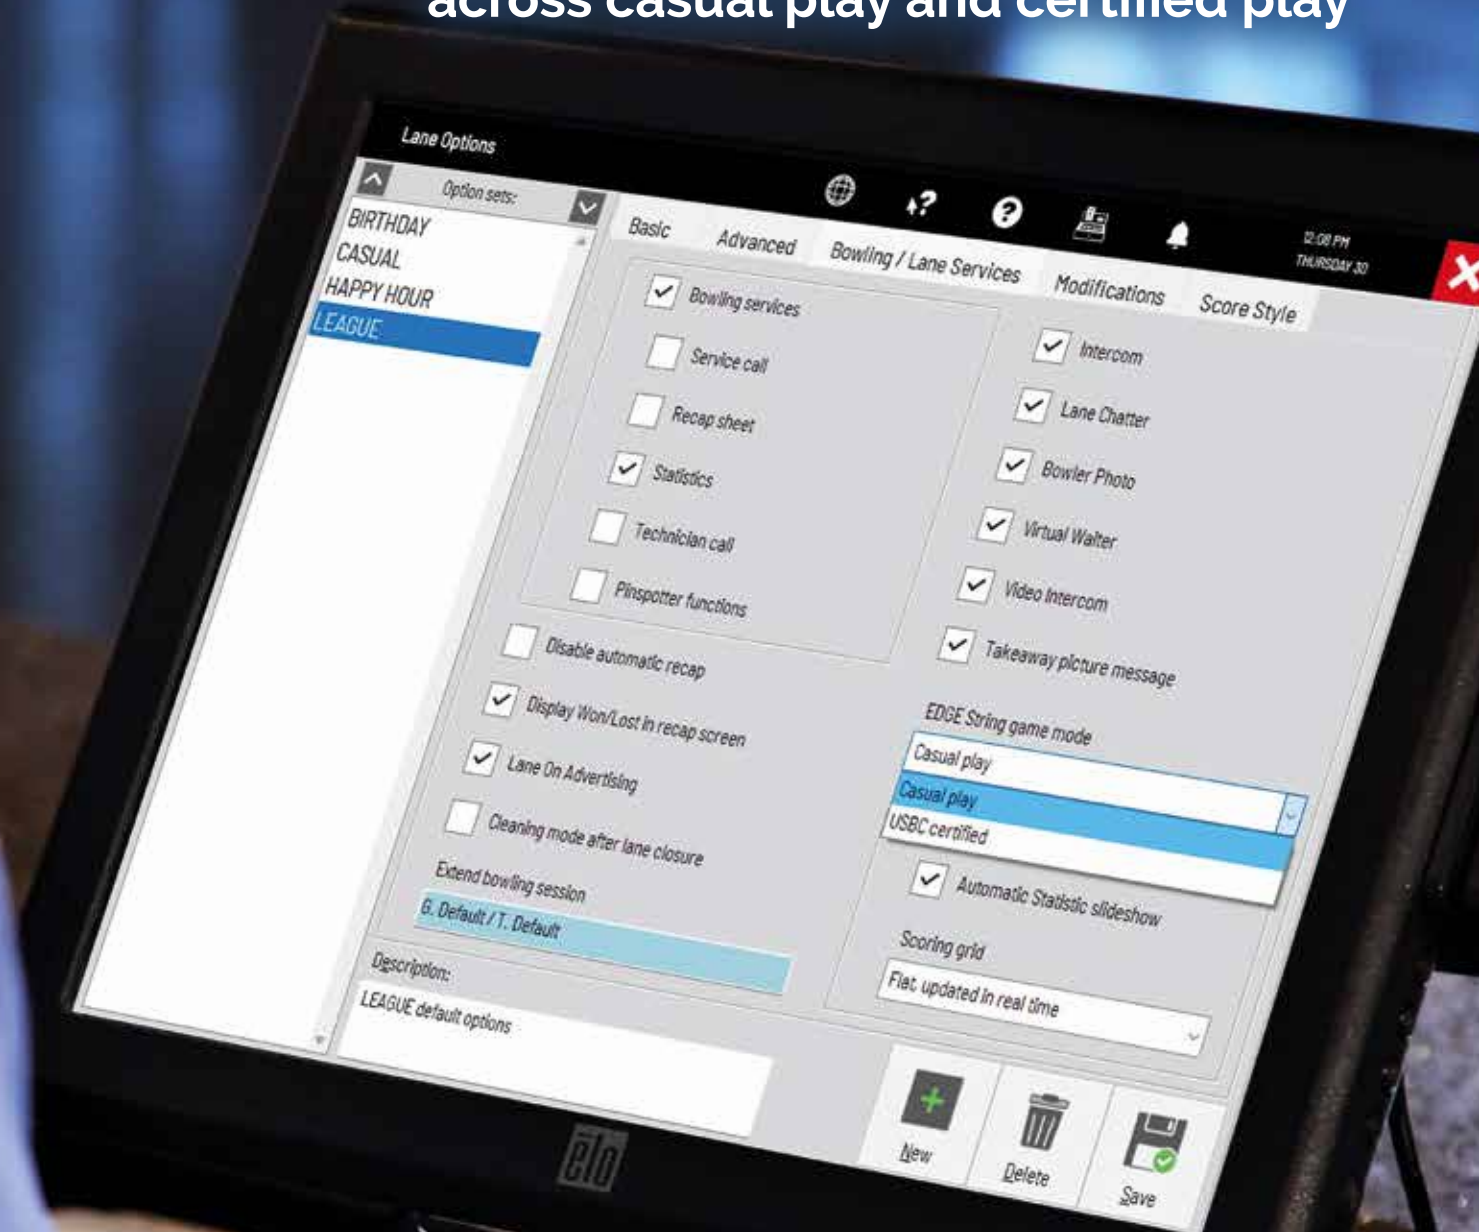 across casual play and certified play
Lane Options
12:08 PM
THURSDAY 30
Option sets:
BIRTHDAY
CASUAL
HAPPY HOUR
LEAGUE
Basic
Advanced
Bowling / Lane Services
Modifications
Score Style
Bowling services
Service call
Recap sheet
Statistics
Technician call
Pinspotter functions
Disable automatic recap
Display Won/Lost in recap screen
Lane On Advertising
Cleaning mode after lane closure
Extend bowling session
G. Default / T. Default
Intercom
Lane Chatter
Bowler Photo
Virtual Waiter
Video Intercom
Takeaway picture message
EDGE String game mode
Casual play
Casual play
USBC certified
Automatic Statistic slideshow
Scoring grid
Flat, updated in real time
Description:
LEAGUE default options
New
Delete
Save
elo